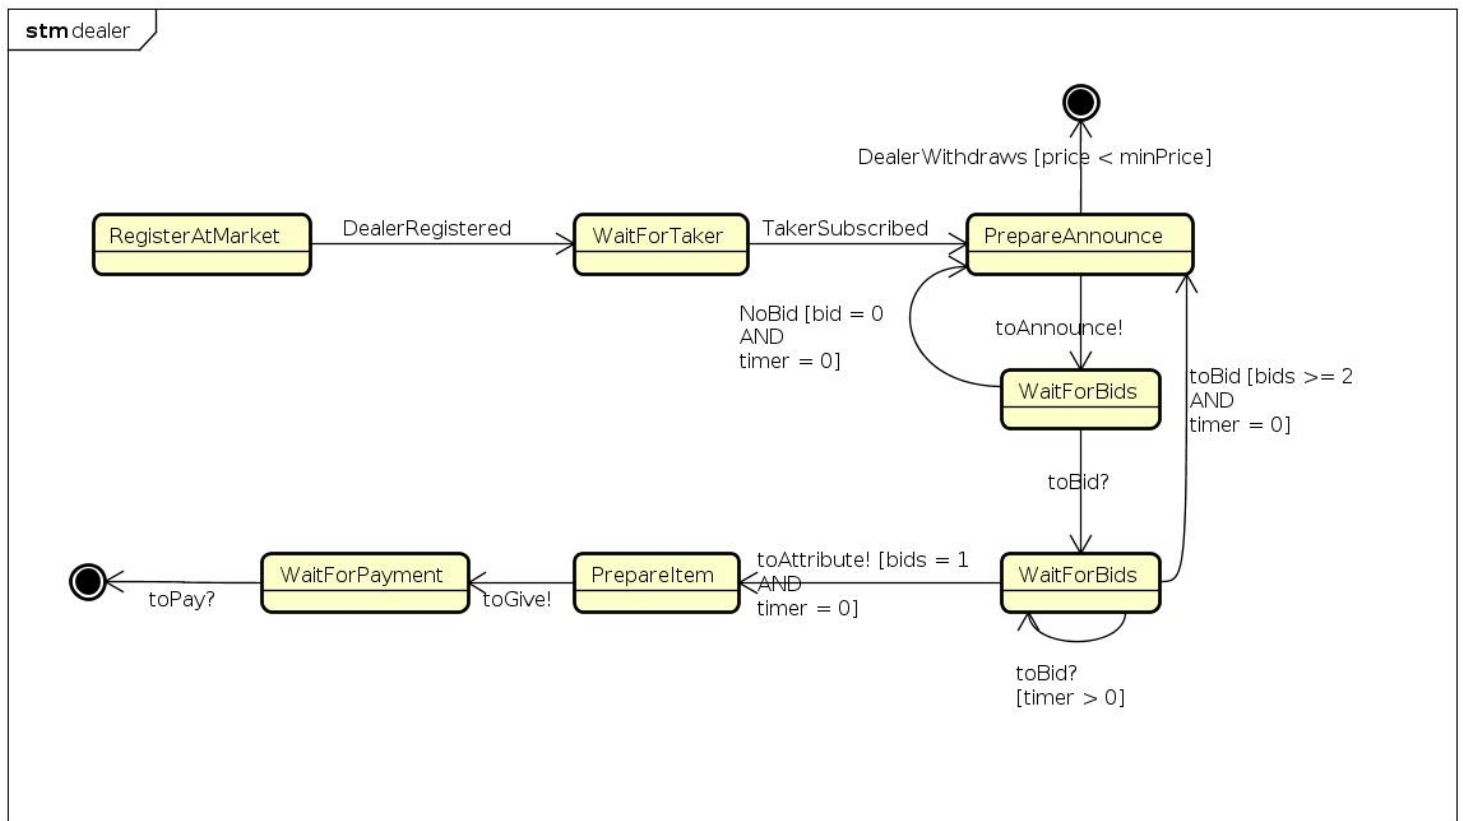 stm dealer
DealerWithdraws [price < minPrice]
RegisterAtMarket
DealerRegistered
WaitForTaker
TakerSubscribed
PrepareAnnounce
NoBid [bid = 0
AND
timer = 0]
toAnnounce!
WaitForBids
toBid [bids >= 2
AND
timer = 0]
toBid?
WaitForPayment
PrepareItem
toAttribute! [bids = 1
AND
timer = 0]
WaitForBids
toPay?
toGive!
toBid?
[timer > 0]